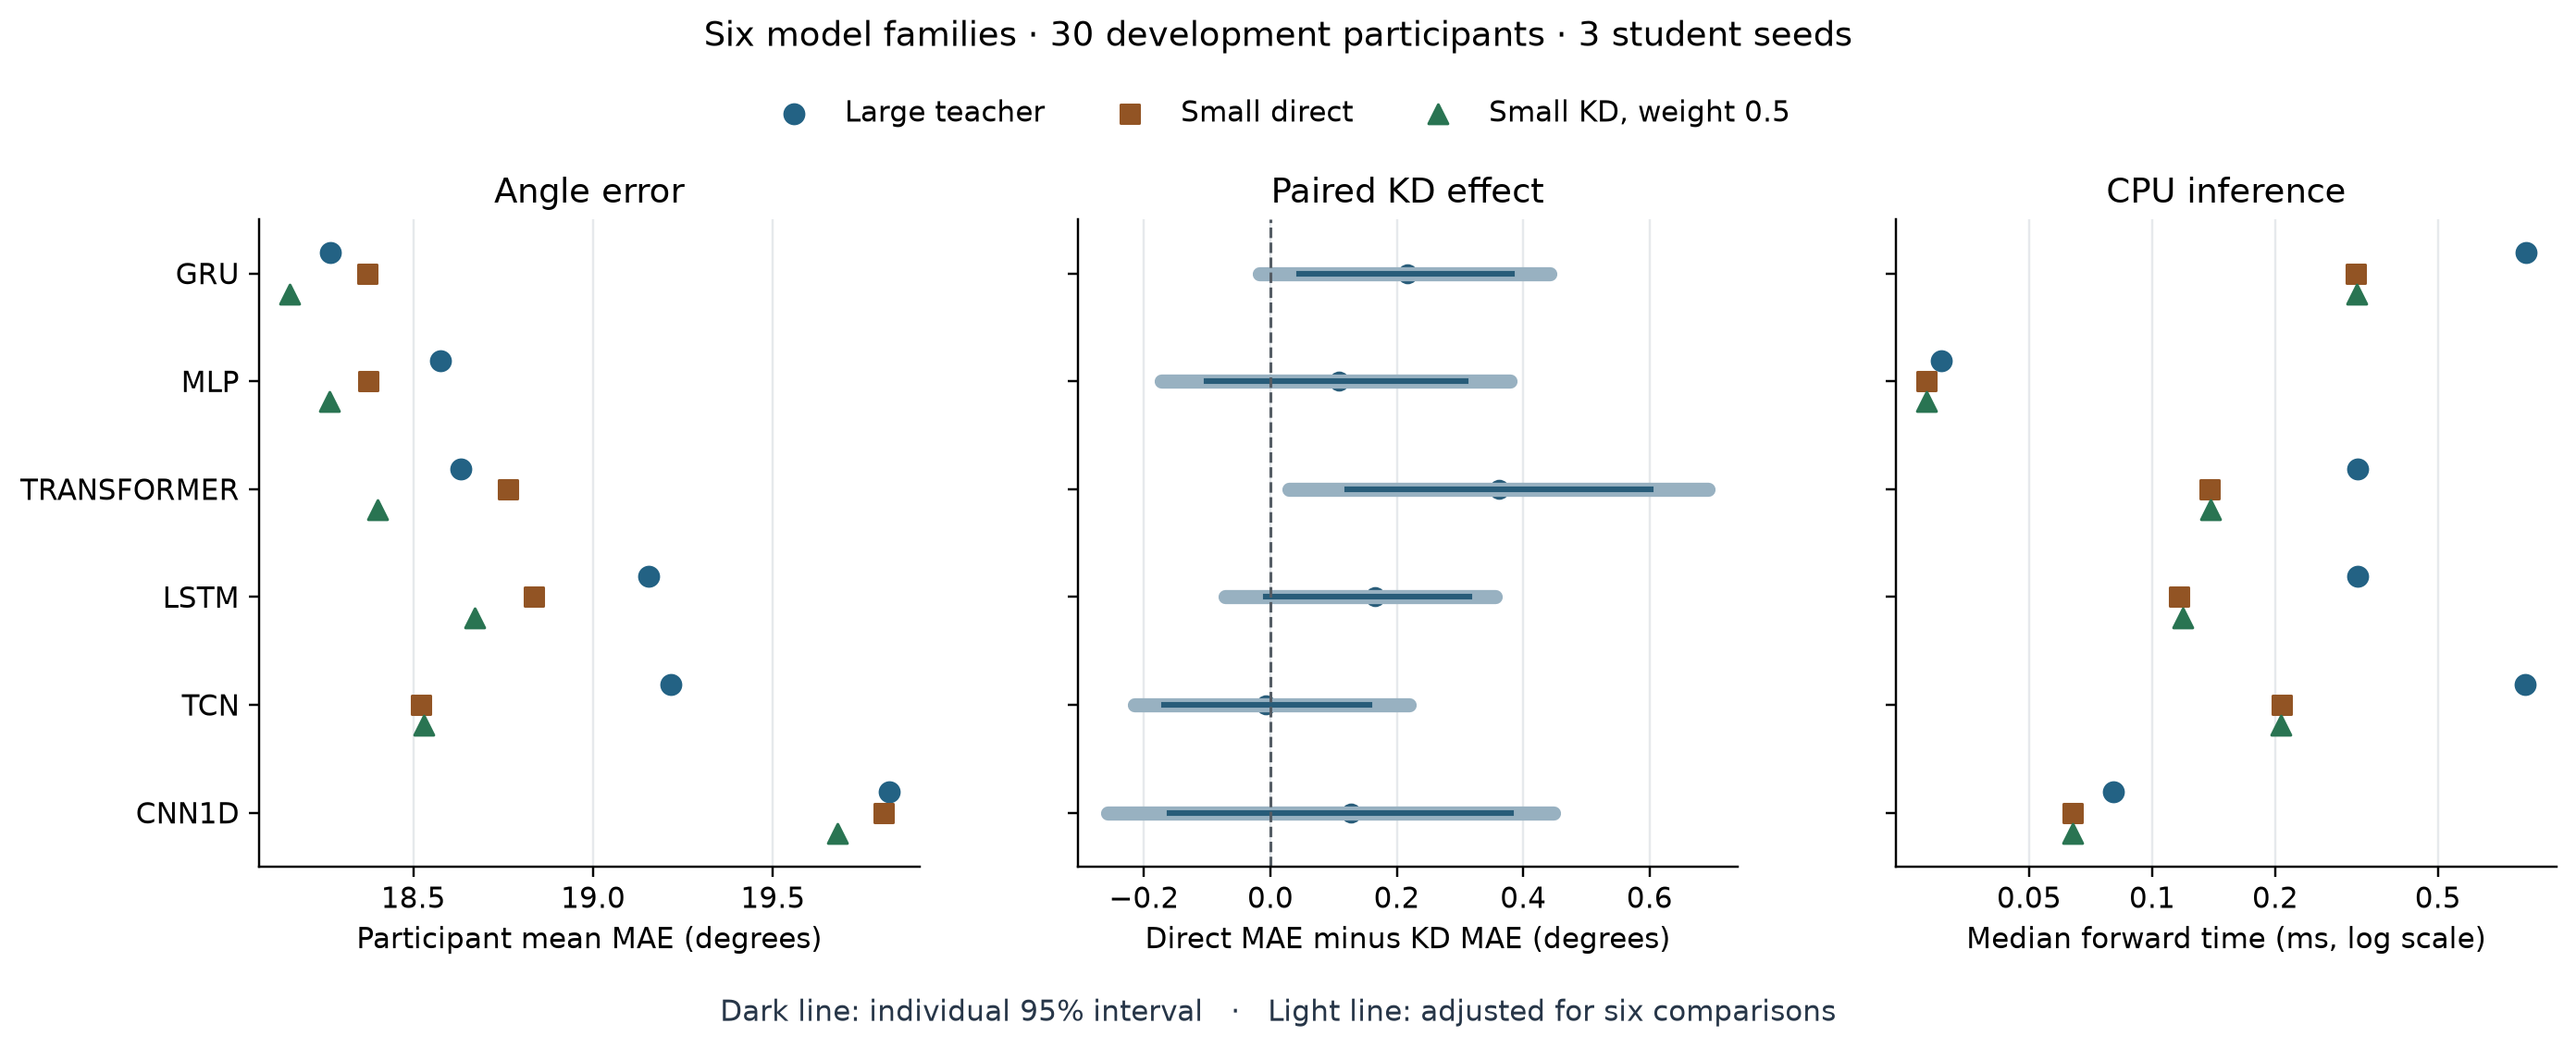 Six model families · 30 development participants · 3 student seeds
Large teacher
Small direct
Small KD, weight 0.5
Angle error
GRU
MLP
TRANSFORMER
LSTM
TCN
CNN1D
18.5 19.0 19.5
Participant mean MAE (degrees)
Paired KD effect
−0.2 0.0 0.2 0.4 0.6
Direct MAE minus KD MAE (degrees)
CPU inference
0.05 0.1 0.2 0.5
Median forward time (ms, log scale)
Dark line: individual 95% interval · Light line: adjusted for six comparisons